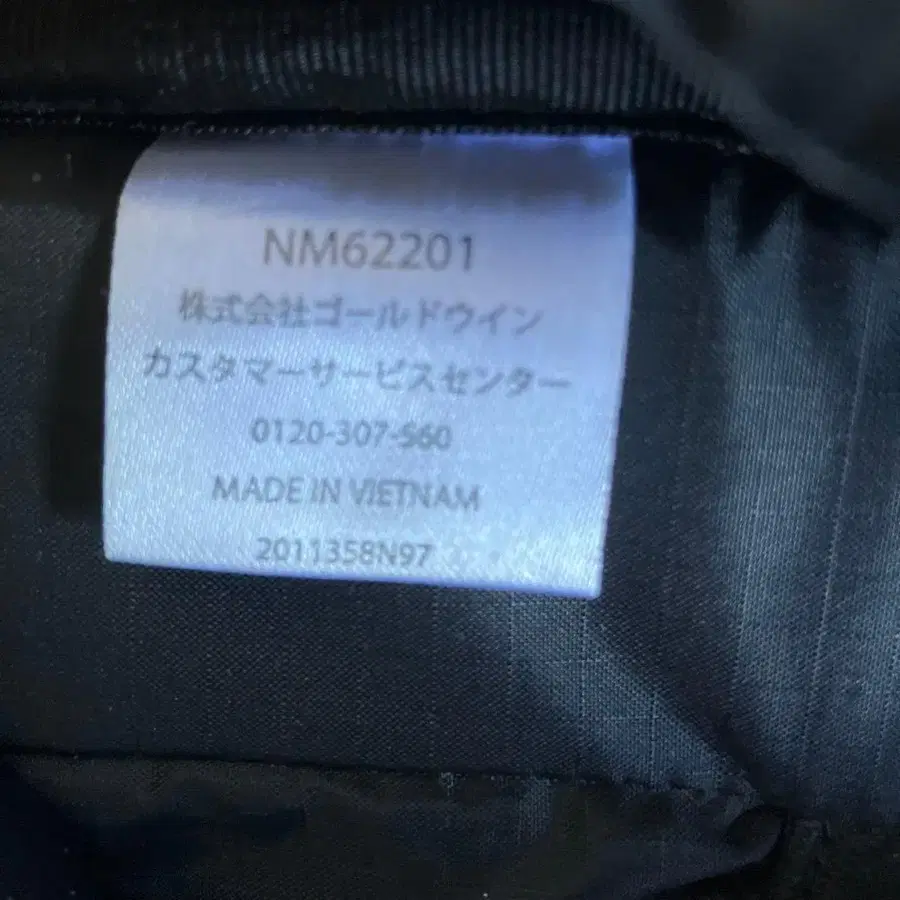 NM62201
株式会社ゴールドウイン
カスタマーサービスセンター
0120-307-560
MADE IN VIETNAM
2011358N97